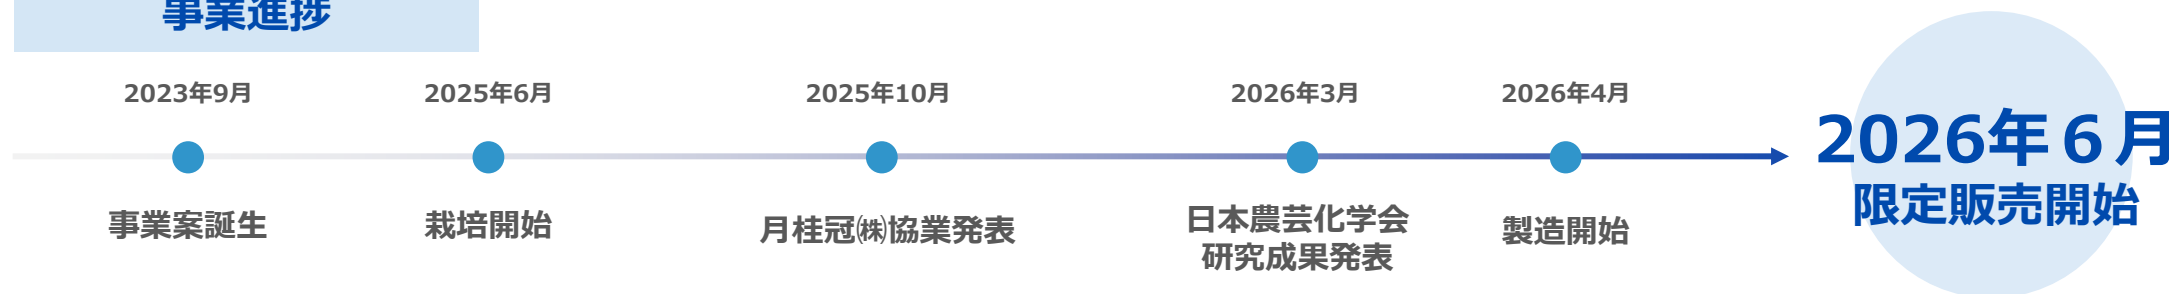 事業進捗
2023年9月
2025年6月
2025年10月
2026年3月
2026年4月
2026年６月
限定販売開始
事業案誕生
栽培開始
月桂冠㈱協業発表
日本農芸化学会
研究成果発表
製造開始